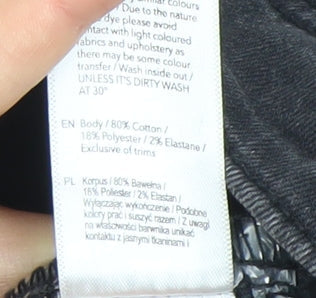 similar colours
/ Due to the nature
dye please avoid
contact with light coloured
fabrics and upholstery as
there may be some colour
transfer / Wash inside out /
UNLESS IT'S DIRTY WASH
AT 30°
EN Body / 80% Cotton /
18% Polyester / 2% Elastane /
Exclusive of trims
PL Korpus / 80% Bawełna /
18% Poliester / 2% Elastan /
Wyłączając wykończenie / Podobne
kolory prać i suszyć razem / Z uwagi
na właściwości barwnika unikać
kontaktu z jasnymi tkaninami i